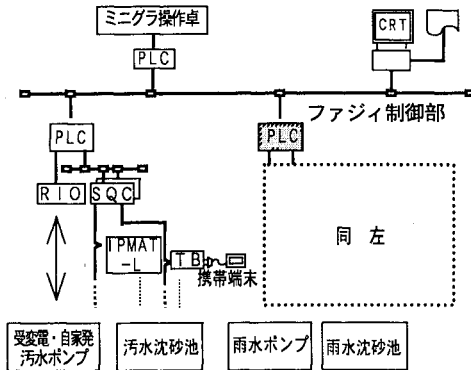 ミニグラ操作卓
CRT
PLC
ファジィ制御部
PLC
PLC
RIO
SQC
同左
IPMAT
-L
TB
携帯端末
受変電・自家発
汚水ポンプ
汚水沈砂池
雨水ポンプ
雨水沈砂池